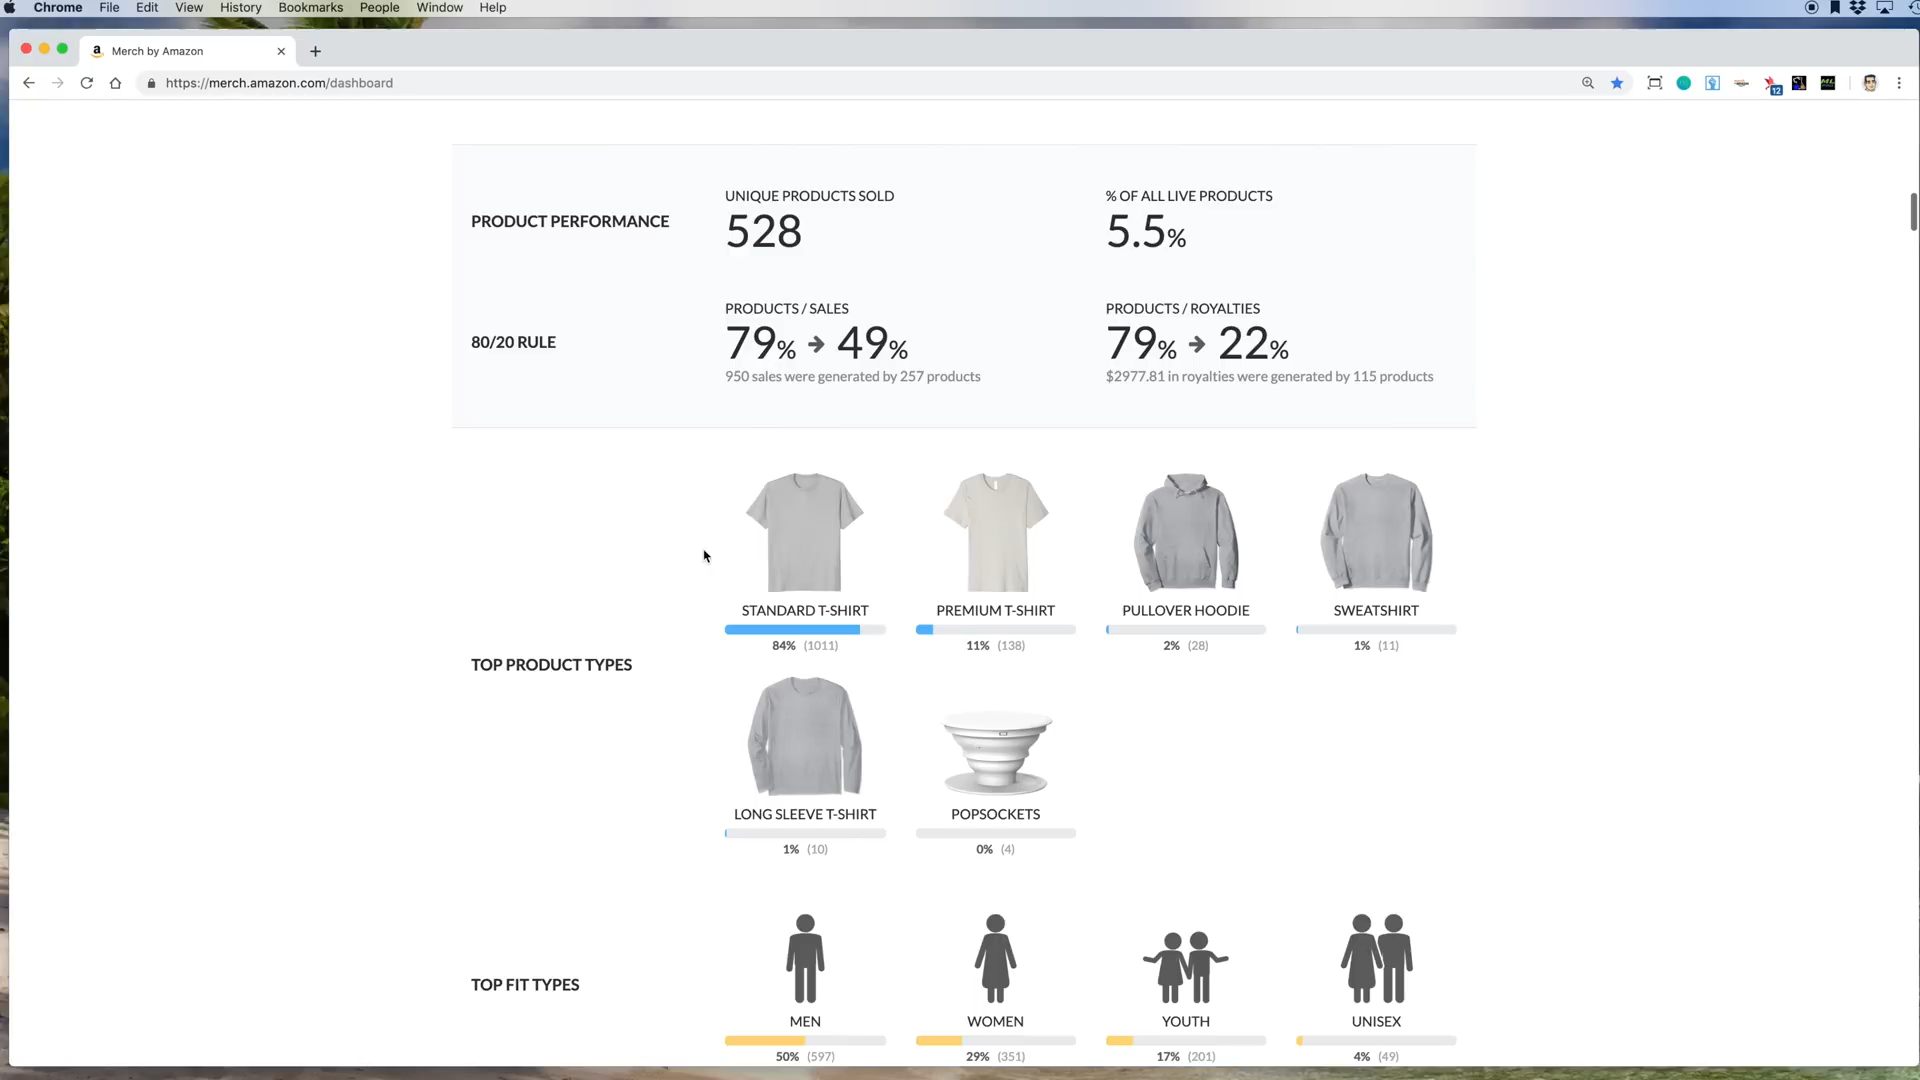 Chrome File Edit View History Bookmarks People Window Help
a Merch by Amazon
https://merch.amazon.com/dashboard
12
ML
UNIQUE PRODUCTS SOLD
% OF ALL LIVE PRODUCTS
PRODUCT PERFORMANCE
528
5.5%
PRODUCTS / SALES
PRODUCTS / ROYALTIES
80/20 RULE
79% → 49%
79% → 22%
950 sales were generated by 257 products
$2977.81 in royalties were generated by 115 products
STANDARD T-SHIRT
PREMIUM T-SHIRT
PULLOVER HOODIE
SWEATSHIRT
84% (1011)
11% (138)
2% (28)
1% (11)
TOP PRODUCT TYPES
LONG SLEEVE T-SHIRT
POPSOCKETS
1% (10)
0% (4)
TOP FIT TYPES
MEN
WOMEN
YOUTH
UNISEX
50% (597)
29% (351)
17% (201)
4% (49)